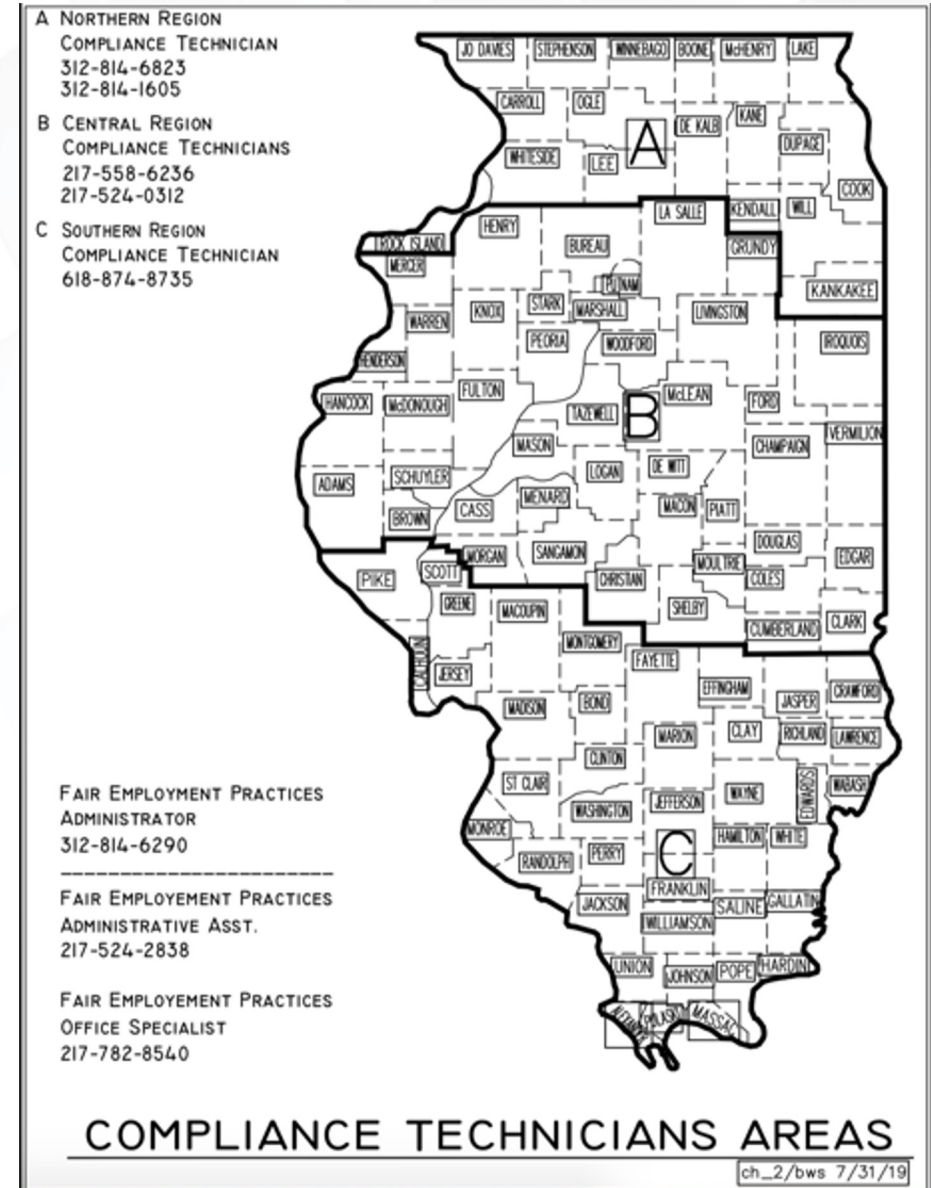 A NORTHERN REGION
COMPLIANCE TECHNICIAN
312-814-6823
312-814-1605
B CENTRAL REGION
COMPLIANCE TECHNICIANS
217-558-6236
217-524-0312
C SOUTHERN REGION
COMPLIANCE TECHNICIAN
618-874-8735
JO DAVIES STEPHENSON WINNEBAGO BOONE McHENRY LAKE
CARROLL OGLE DE KALB KANE
A
WHITESIDE LEE DUPAGE
COOK
ROCK ISLAND HENRY LA SALLE KENDALL WILL
MERCER BUREAU GRUNDY
PUTNAM KANKAKEE
WARREN KNOX STARK MARSHALL LIVINGSTON
HENDERSON PEORIA WOODFORD IROQUOIS
HANCOCK McDONOUGH FULTON TAZEWELL B McLEAN FORD
MASON CHAMPAIGN VERMILION
ADAMS SCHUYLER LOGAN DE WITT
BROWN CASS MENARD MACON PIATT
MORGAN SANGAMON DOUGLAS EDGAR
PIKE SCOTT CHRISTIAN MOULTRIE COLES
GREENE MACOUPIN SHELBY CUMBERLAND CLARK
CALHOUN JERSEY MONTGOMERY FAYETTE
MADISON BOND EFFINGHAM JASPER CRAWFORD
CLINTON MARION CLAY RICHLAND LAWRENCE
ST CLAIR WASHINGTON JEFFERSON WAYNE EDWARDS WABASH
MONROE HAMILTON WHITE
RANDOLPH PERRY C
JACKSON FRANKLIN SALINE GALLATIN
WILLIAMSON
UNION JOHNSON POPE HARDIN
ALEXANDER PULASKI MASSAC
FAIR EMPLOYMENT PRACTICES
ADMINISTRATOR
312-814-6290
FAIR EMPLOYEMENT PRACTICES
ADMINISTRATIVE ASST.
217-524-2838
FAIR EMPLOYEMENT PRACTICES
OFFICE SPECIALIST
217-782-8540
COMPLIANCE TECHNICIANS AREAS
ch_2/bws 7/31/19